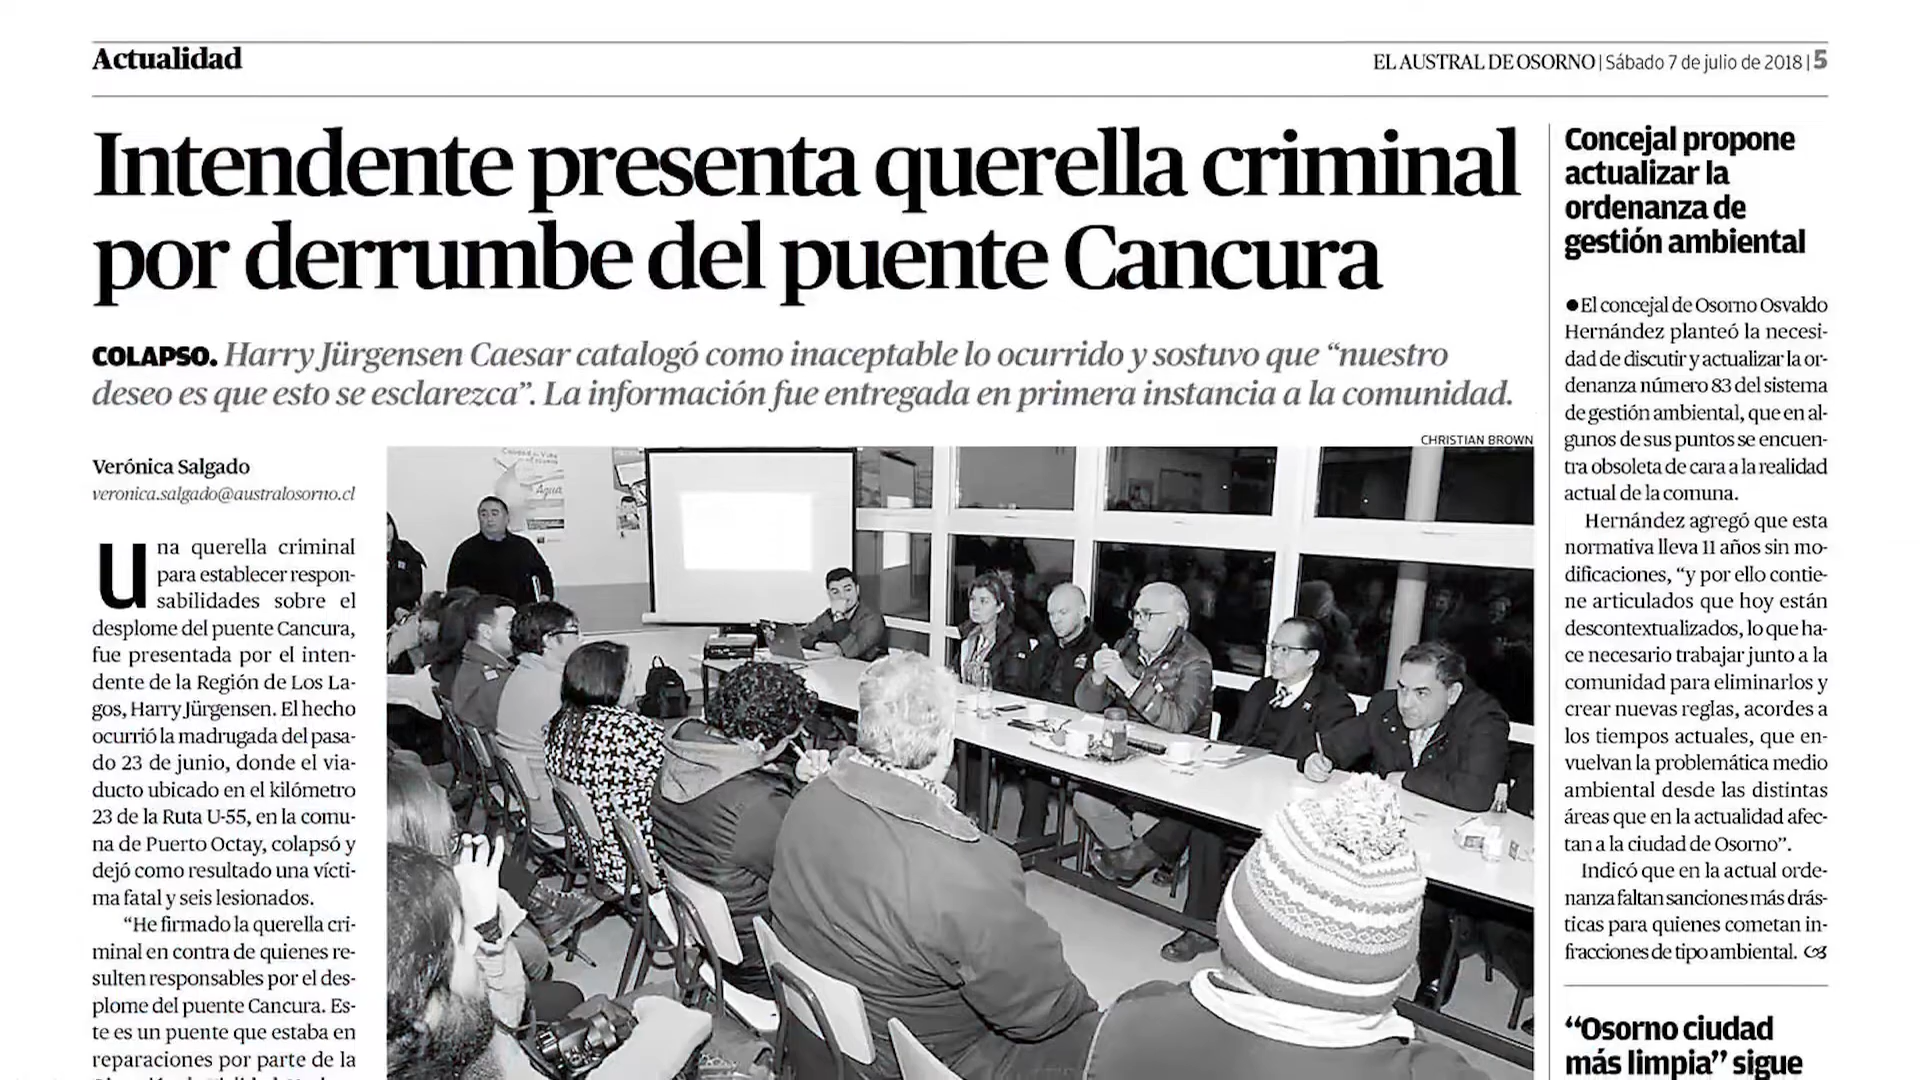 Actualidad
EL AUSTRAL DE OSORNO | Sábado 7 de julio de 2018 | 5
Intendente presenta querella criminal
por derrumbe del puente Cancura
COLAPSO. Harry Jürgensen Caesar catalogó como inaceptable lo ocurrido y sostuvo que “nuestro
deseo es que esto se esclarezca”. La información fue entregada en primera instancia a la comunidad.
CHRISTIAN BROWN
Verónica Salgado
veronica.salgado@australosorno.cl
Una querella criminal
para establecer respon-
sabilidades sobre el
desplome del puente Cancura,
fue presentada por el inten-
dente de la Región de Los La-
gos, Harry Jürgensen. El hecho
ocurrió la madrugada del pasa-
do 23 de junio, donde el via-
ducto ubicado en el kilómetro
23 de la Ruta U-55, en la comu-
na de Puerto Octay, colapsó y
dejó como resultado una vícti-
ma fatal y seis lesionados.
“He firmado la querella cri-
minal en contra de quienes re-
sulten responsables por el des-
plome del puente Cancura. Es-
te es un puente que estaba en
reparaciones por parte de la
Agua
Concejal propone
actualizar la
ordenanza de
gestión ambiental
●El concejal de Osorno Osvaldo
Hernández planteó la necesi-
dad de discutir y actualizar la or-
denanza número 83 del sistema
de gestión ambiental, que en al-
gunos de sus puntos se encuen-
tra obsoleta de cara a la realidad
actual de la comuna.
Hernández agregó que esta
normativa lleva 11 años sin mo-
dificaciones, “y por ello contie-
ne articulados que hoy están
descontextualizados, lo que ha-
ce necesario trabajar junto a la
comunidad para eliminarlos y
crear nuevas reglas, acordes a
los tiempos actuales, que en-
vuelvan la problemática medio
ambiental desde las distintas
áreas que en la actualidad afec-
tan a la ciudad de Osorno”.
Indicó que en la actual orde-
nanza faltan sanciones más drás-
ticas para quienes cometan in-
fracciones de tipo ambiental.
“Osorno ciudad
más limpia” sigue